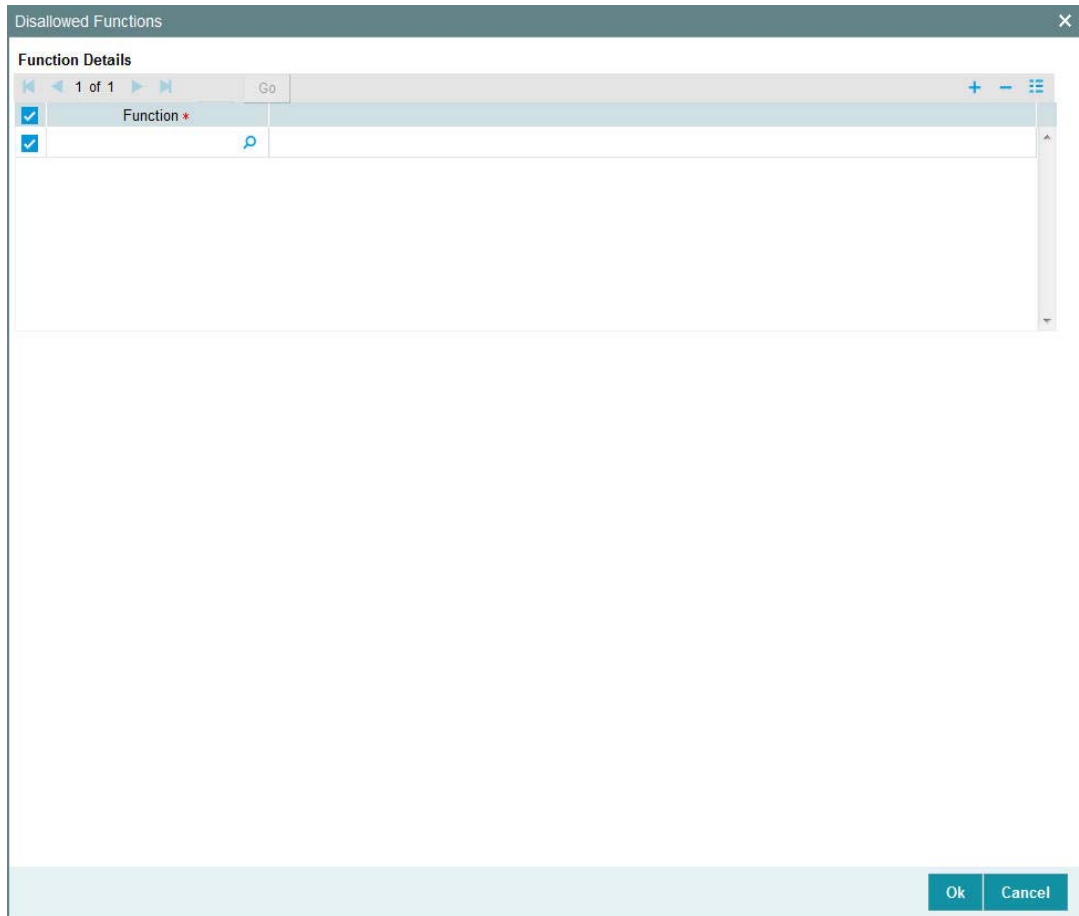 Disallowed Functions
Function Details
1 of 1 Go
Function *
Ok Cancel